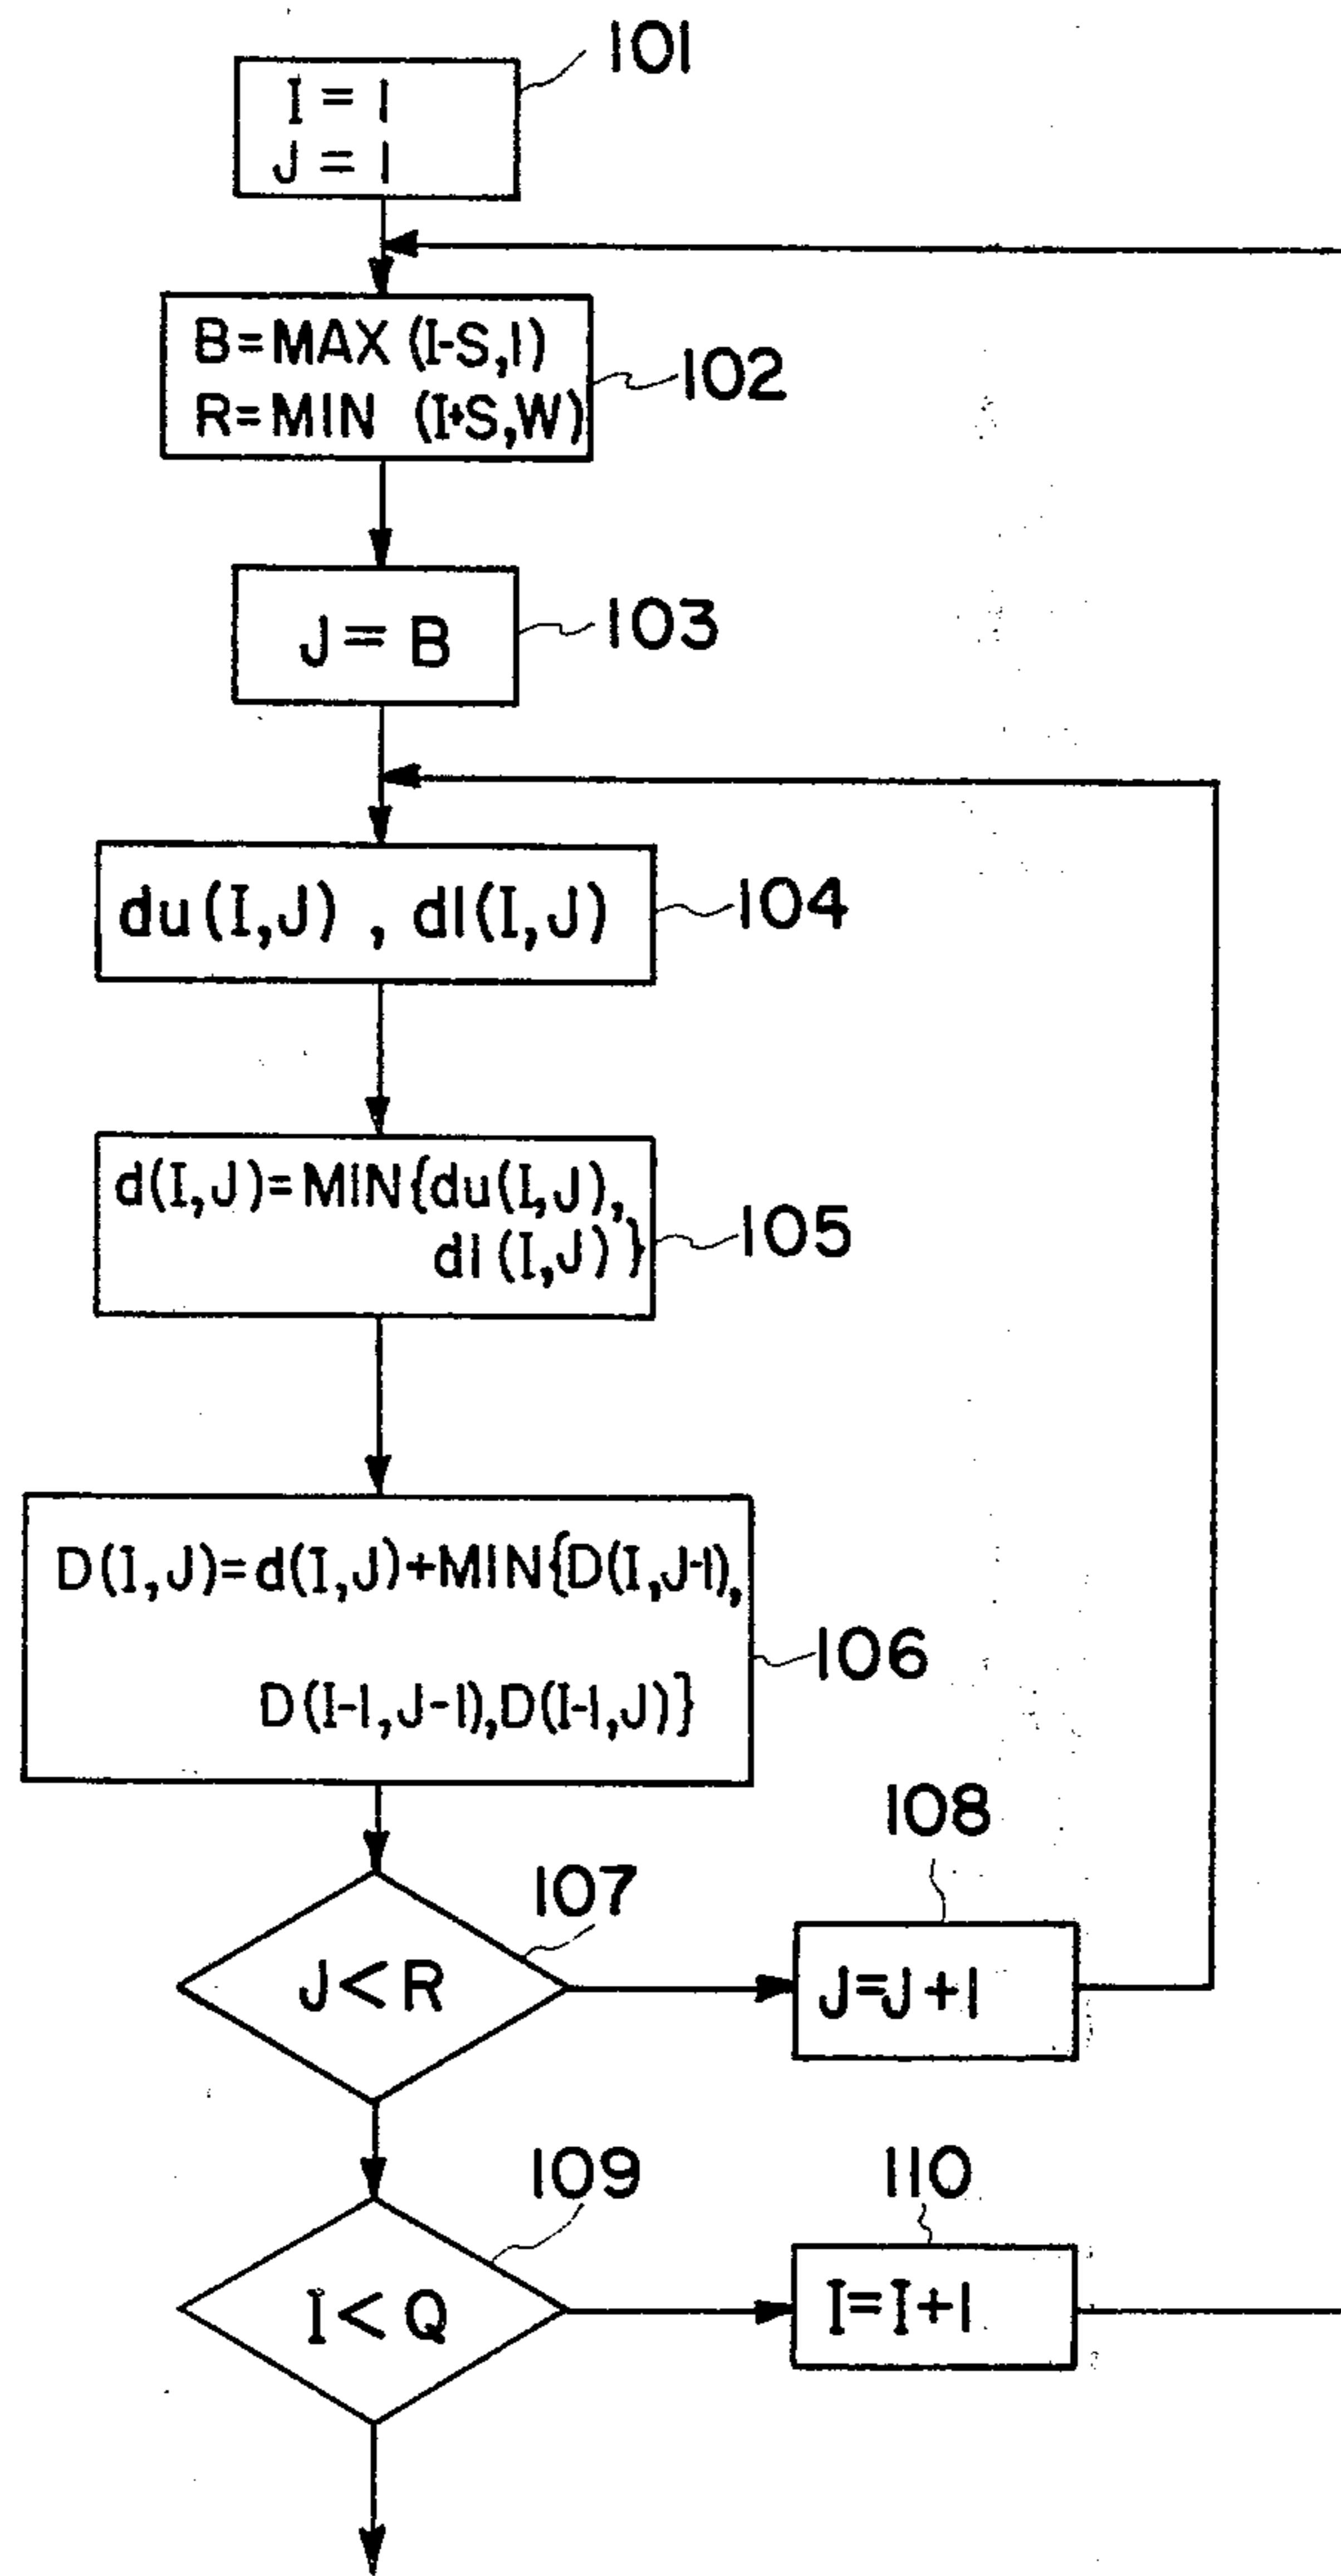 101
I = 1
J = 1
B=MAX (I-S,1)
R=MIN (I+S,W)
102
J = B
103
du(I,J) , dl(I,J)
104
d(I,J)=MIN{du(I,J),
dl(I,J)}
105
D(I,J)=d(I,J)+MIN{D(I,J-1),
D(I-1,J-1),D(I-1,J)}
106
107
J<R
108
J=J+1
109
I<Q
110
I=I+1